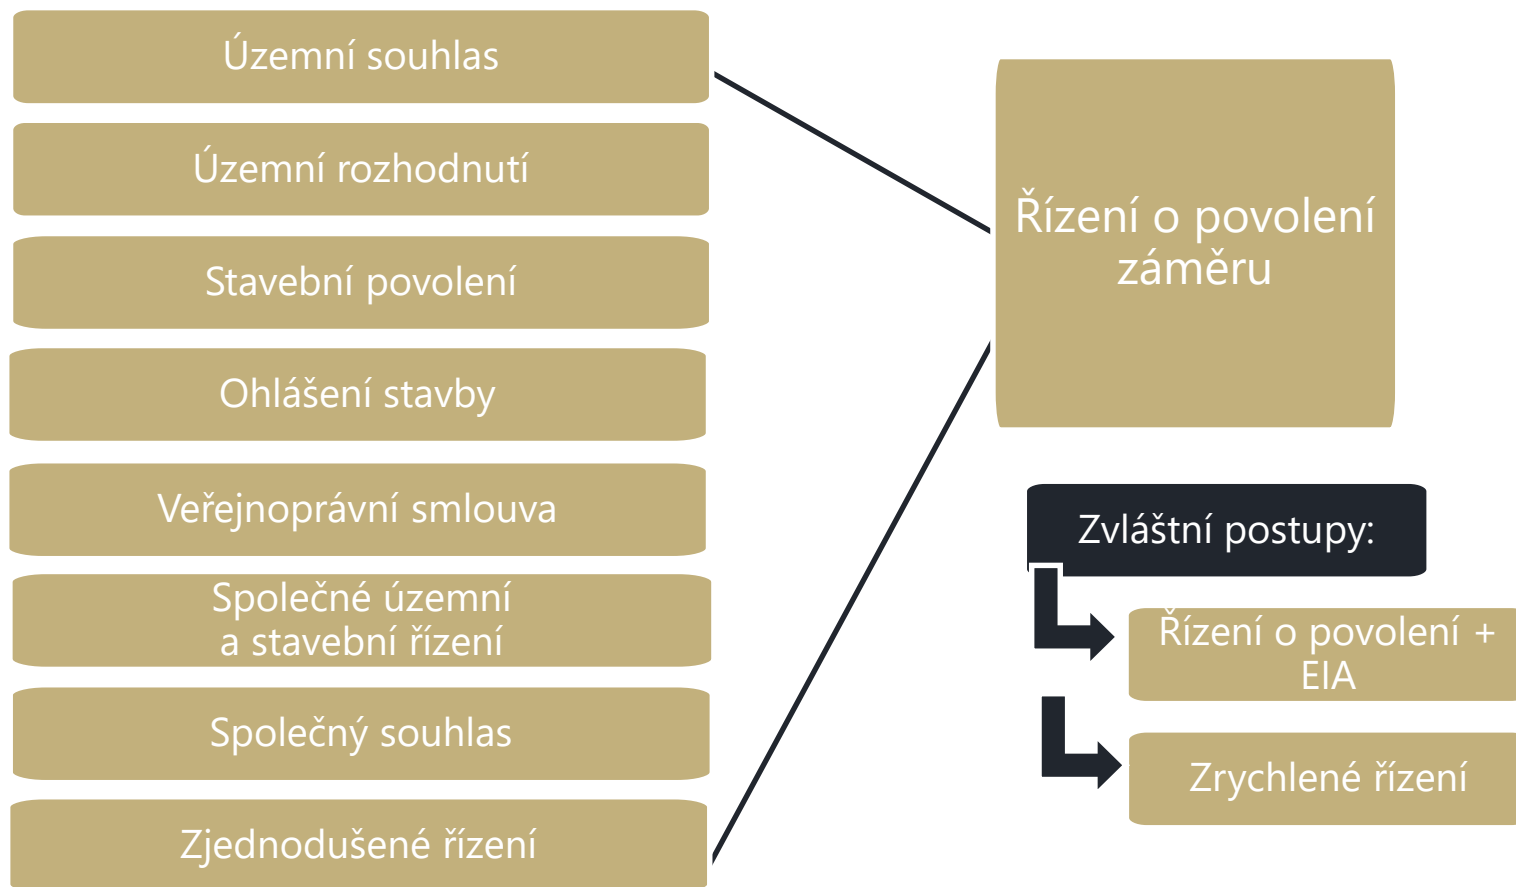 Územní souhlas
Územní rozhodnutí
Stavební povolení
Ohlášení stavby
Veřejnoprávní smlouva
Společné územní
a stavební řízení
Společný souhlas
Zjednodušené řízení
Řízení o povolení
záměru
Zvláštní postupy:
Řízení o povolení +
EIA
Zrychlené řízení